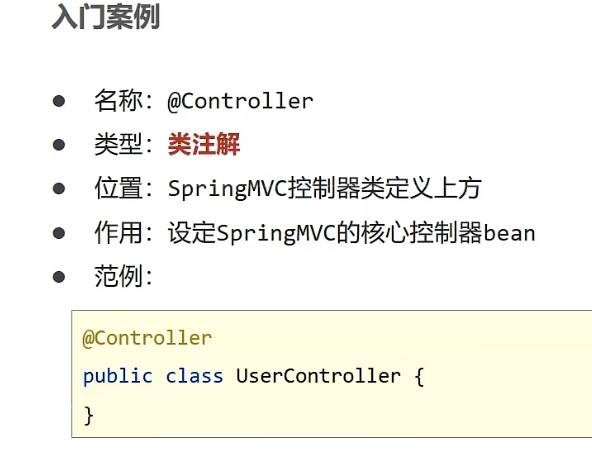 入门案例
● 名称：@Controller
● 类型：类注解
● 位置：SpringMVC控制器类定义上方
● 作用：设定SpringMVC的核心控制器bean
● 范例：
@Controller
public class UserController {
}